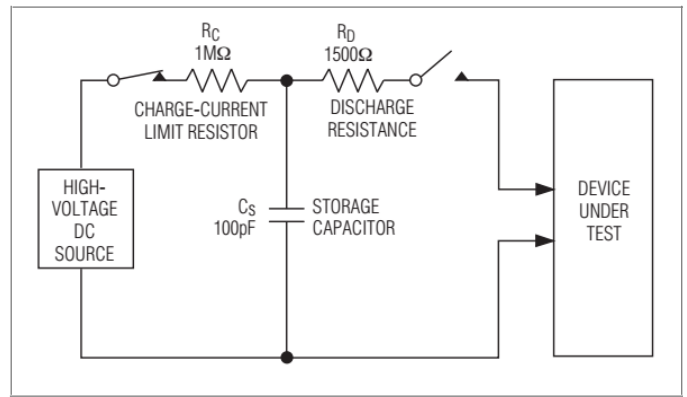 RC
1MΩ
CHARGE-CURRENT
LIMIT RESISTOR
RD
1500Ω
DISCHARGE
RESISTANCE
HIGH-
VOLTAGE
DC
SOURCE
CS
100pF
STORAGE
CAPACITOR
DEVICE
UNDER
TEST